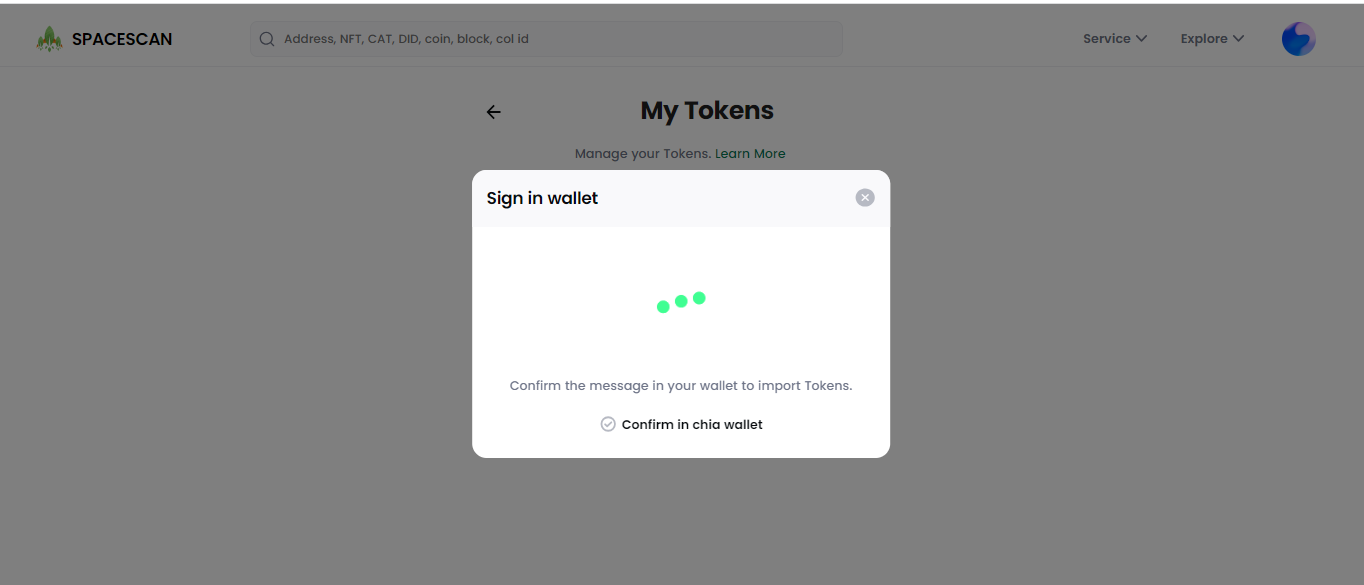 SPACESCAN
Address, NFT, CAT, DID, coin, block, col id
Service
Explore
My Tokens
Manage your Tokens. Learn More
Sign in wallet
Confirm the message in your wallet to import Tokens.
Confirm in chia wallet